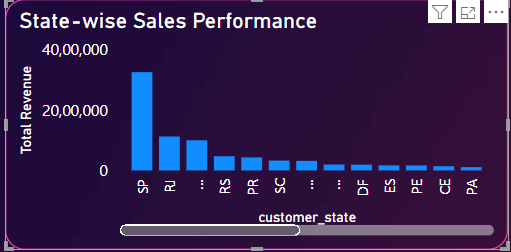 State-wise Sales Performance
40,00,000
20,00,000
0
Total Revenue
SP RJ ... RS PR SC ... ... DF ES PE CE PA
customer_state